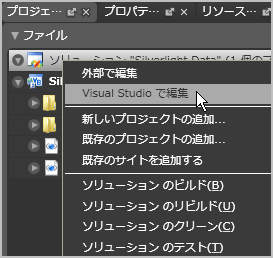 プロジェ...
プロパテ...
リソース...
ファイル
ソリューション "Silverlight Data" (1 個のプ
Sil
外部で編集
Visual Studio で編集
新しいプロジェクトの追加...
既存のプロジェクトの追加...
既存のサイトを追加する
ソリューション のビルド(B)
ソリューション のリビルド(U)
ソリューション のクリーン(C)
ソリューション のテスト(T)